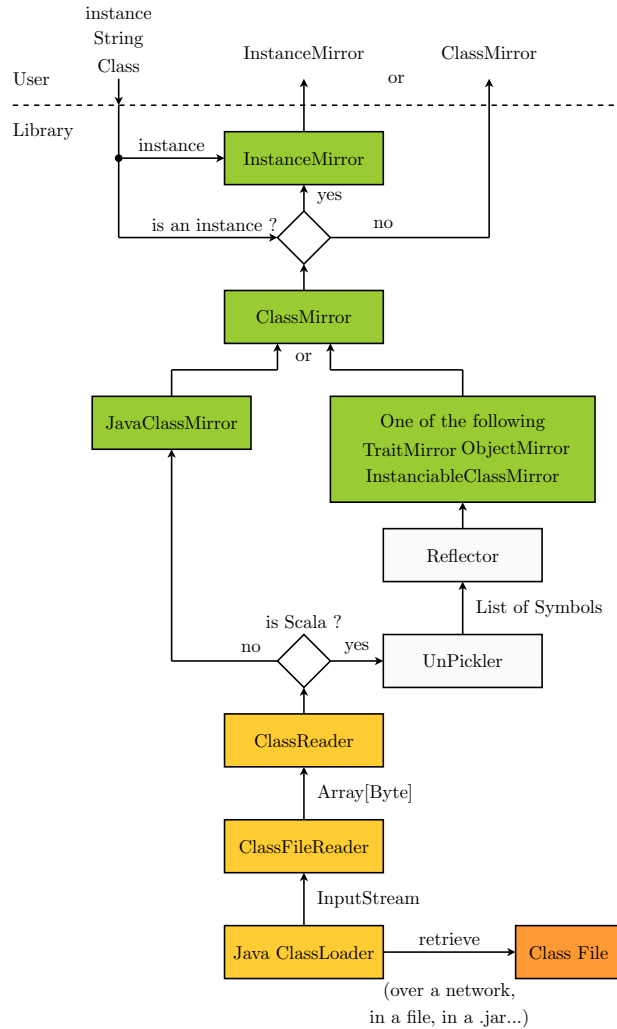 instance
String
Class
InstanceMirror
or
ClassMirror
User
Library
instance
InstanceMirror
yes
is an instance ?
no
ClassMirror
or
JavaClassMirror
One of the following
TraitMirror ObjectMirror
InstanciableClassMirror
Reflector
List of Symbols
is Scala ?
no
yes
UnPickler
ClassReader
Array[Byte]
ClassFileReader
InputStream
Java ClassLoader
retrieve
Class File
(over a network,
in a file, in a .jar...)